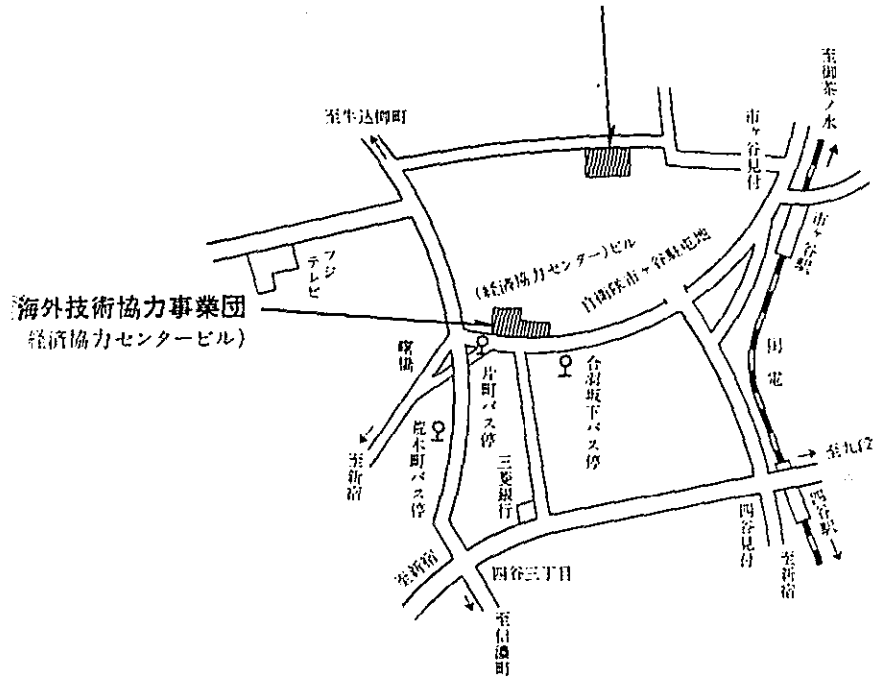 至御茶ノ水
市ヶ谷見付
至牛込柳町
市ヶ谷駅
フジ
テレビ
(経済協力センター)ビル
自衛隊市ヶ谷駐屯地
海外技術協力事業団
経済協力センタービル)
曙橋
片町バス停
合羽坂下バス停
国電
荒木町バス停
至新宿
三菱銀行
至九段
四谷見付
四谷駅
至新宿
至新宿
四谷三丁目
至信濃町